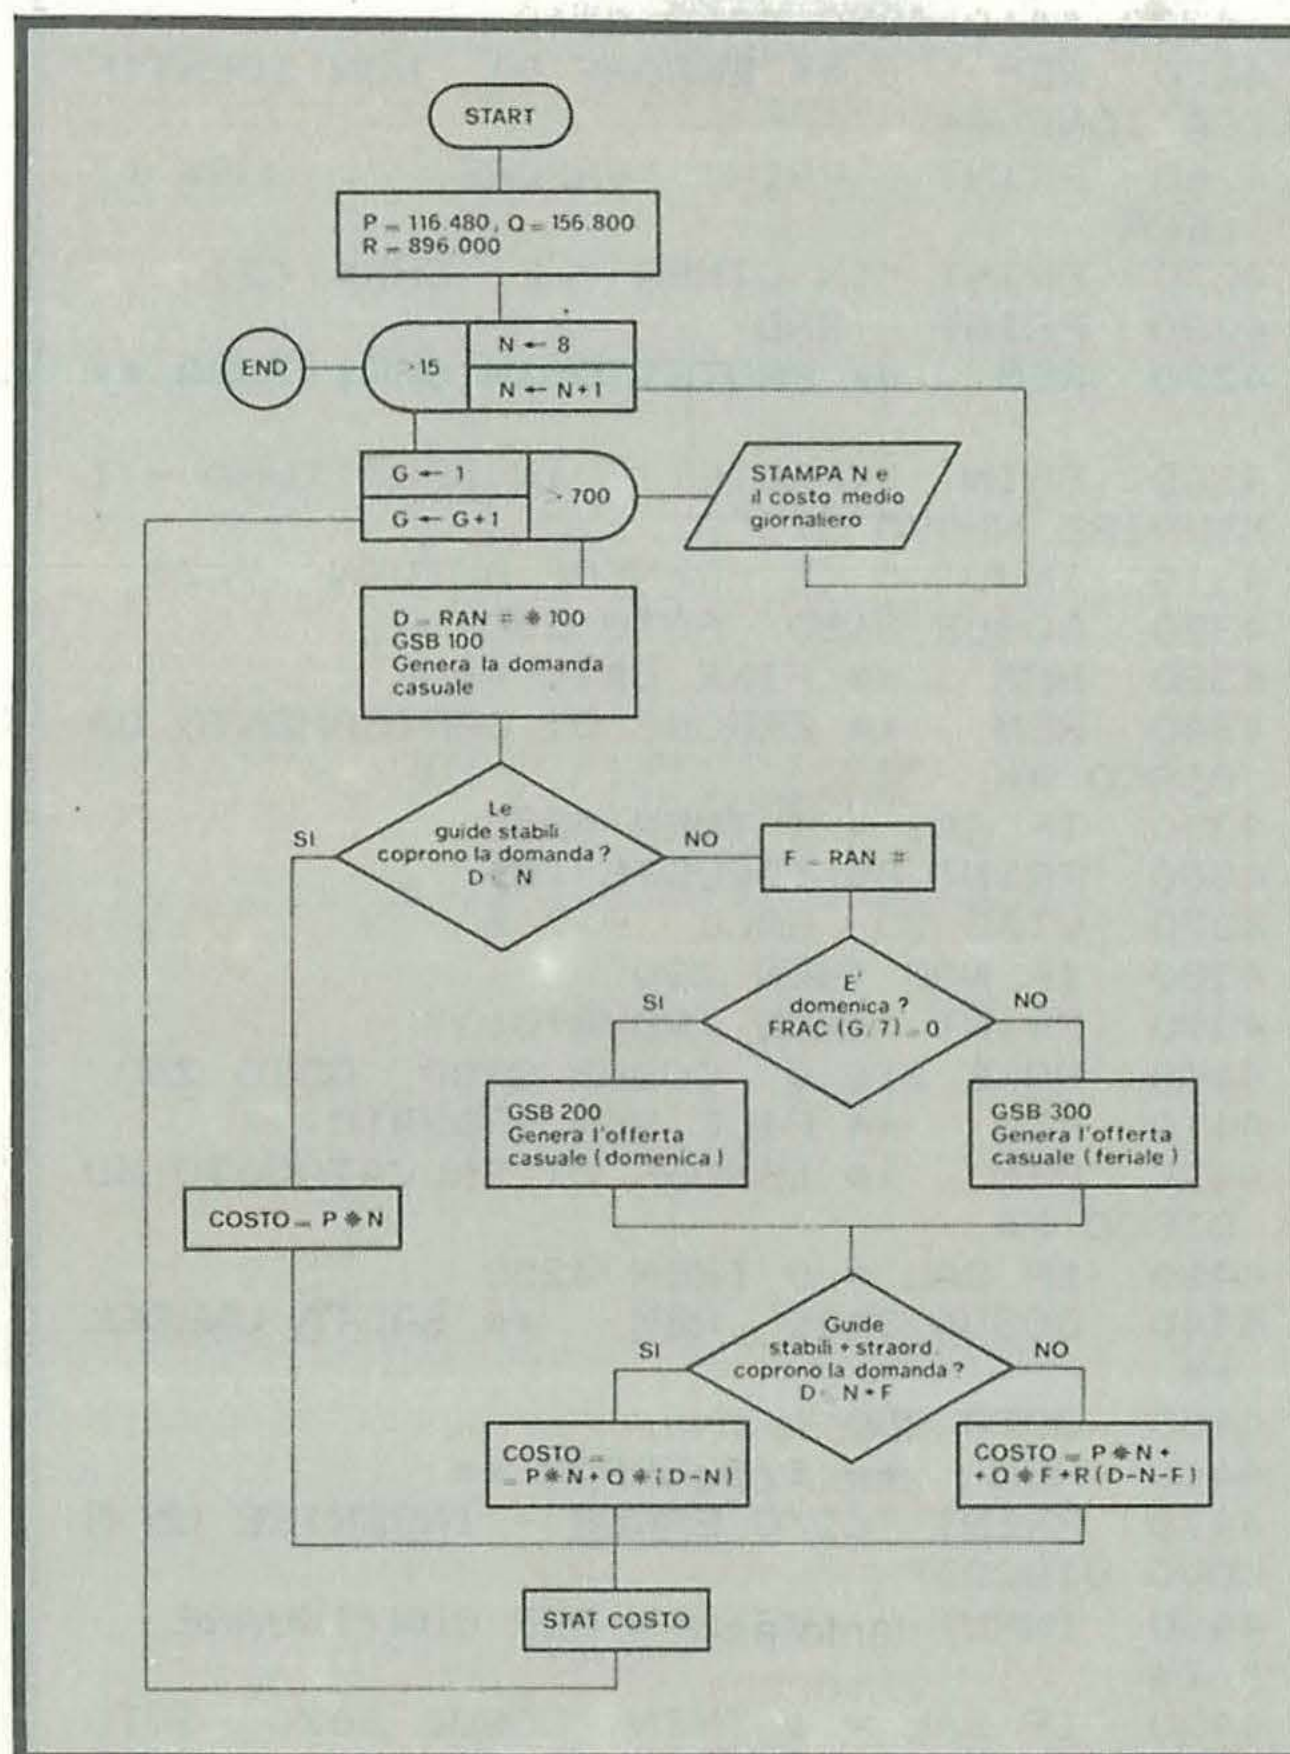 START
P = 116.480, Q = 156.800
R = 896.000
END
>15
N ← 8
N ← N+1
G ← 1
G ← G+1
> 700
STAMPA N e
il costo medio
giornaliero
D = RAN # * 100
GSB 100
Genera la domanda
casuale
Le
guide stabili
coprono la domanda?
D N
SI
NO
F = RAN #
E'
domenica?
FRAC (G/7) = 0
SI
NO
GSB 200
Genera l'offerta
casuale (domenica)
GSB 300
Genera l'offerta
casuale (feriale)
COSTO = P * N
Guide
stabili + straord.
coprono la domanda?
D N + F
SI
NO
COSTO =
= P * N + Q * (D-N)
COSTO = P * N +
+ Q * F + R (D-N-F)
STAT COSTO